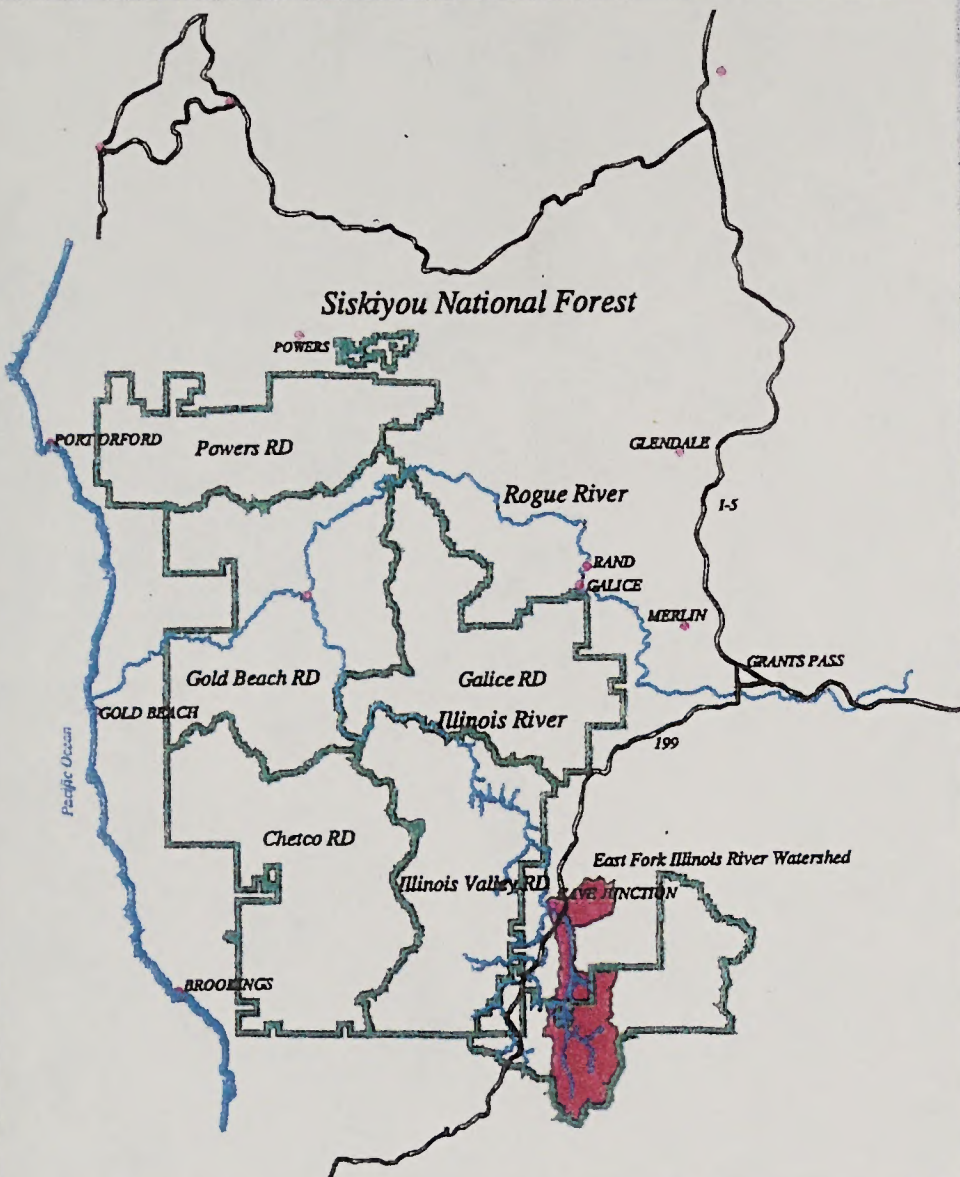 Siskiyou National Forest
POWERS
PORT ORFORD
Powers RD
GLENDALE
Rogue River
I-5
RAND
GALICE
MERLIN
GRANTS PASS
Gold Beach RD
Galice RD
GOLD BEACH
Illinois River
199
Pacific Ocean
Chetco RD
East Fork Illinois River Watershed
Illinois Valley RD
CAVE JUNCTION
BROOKINGS